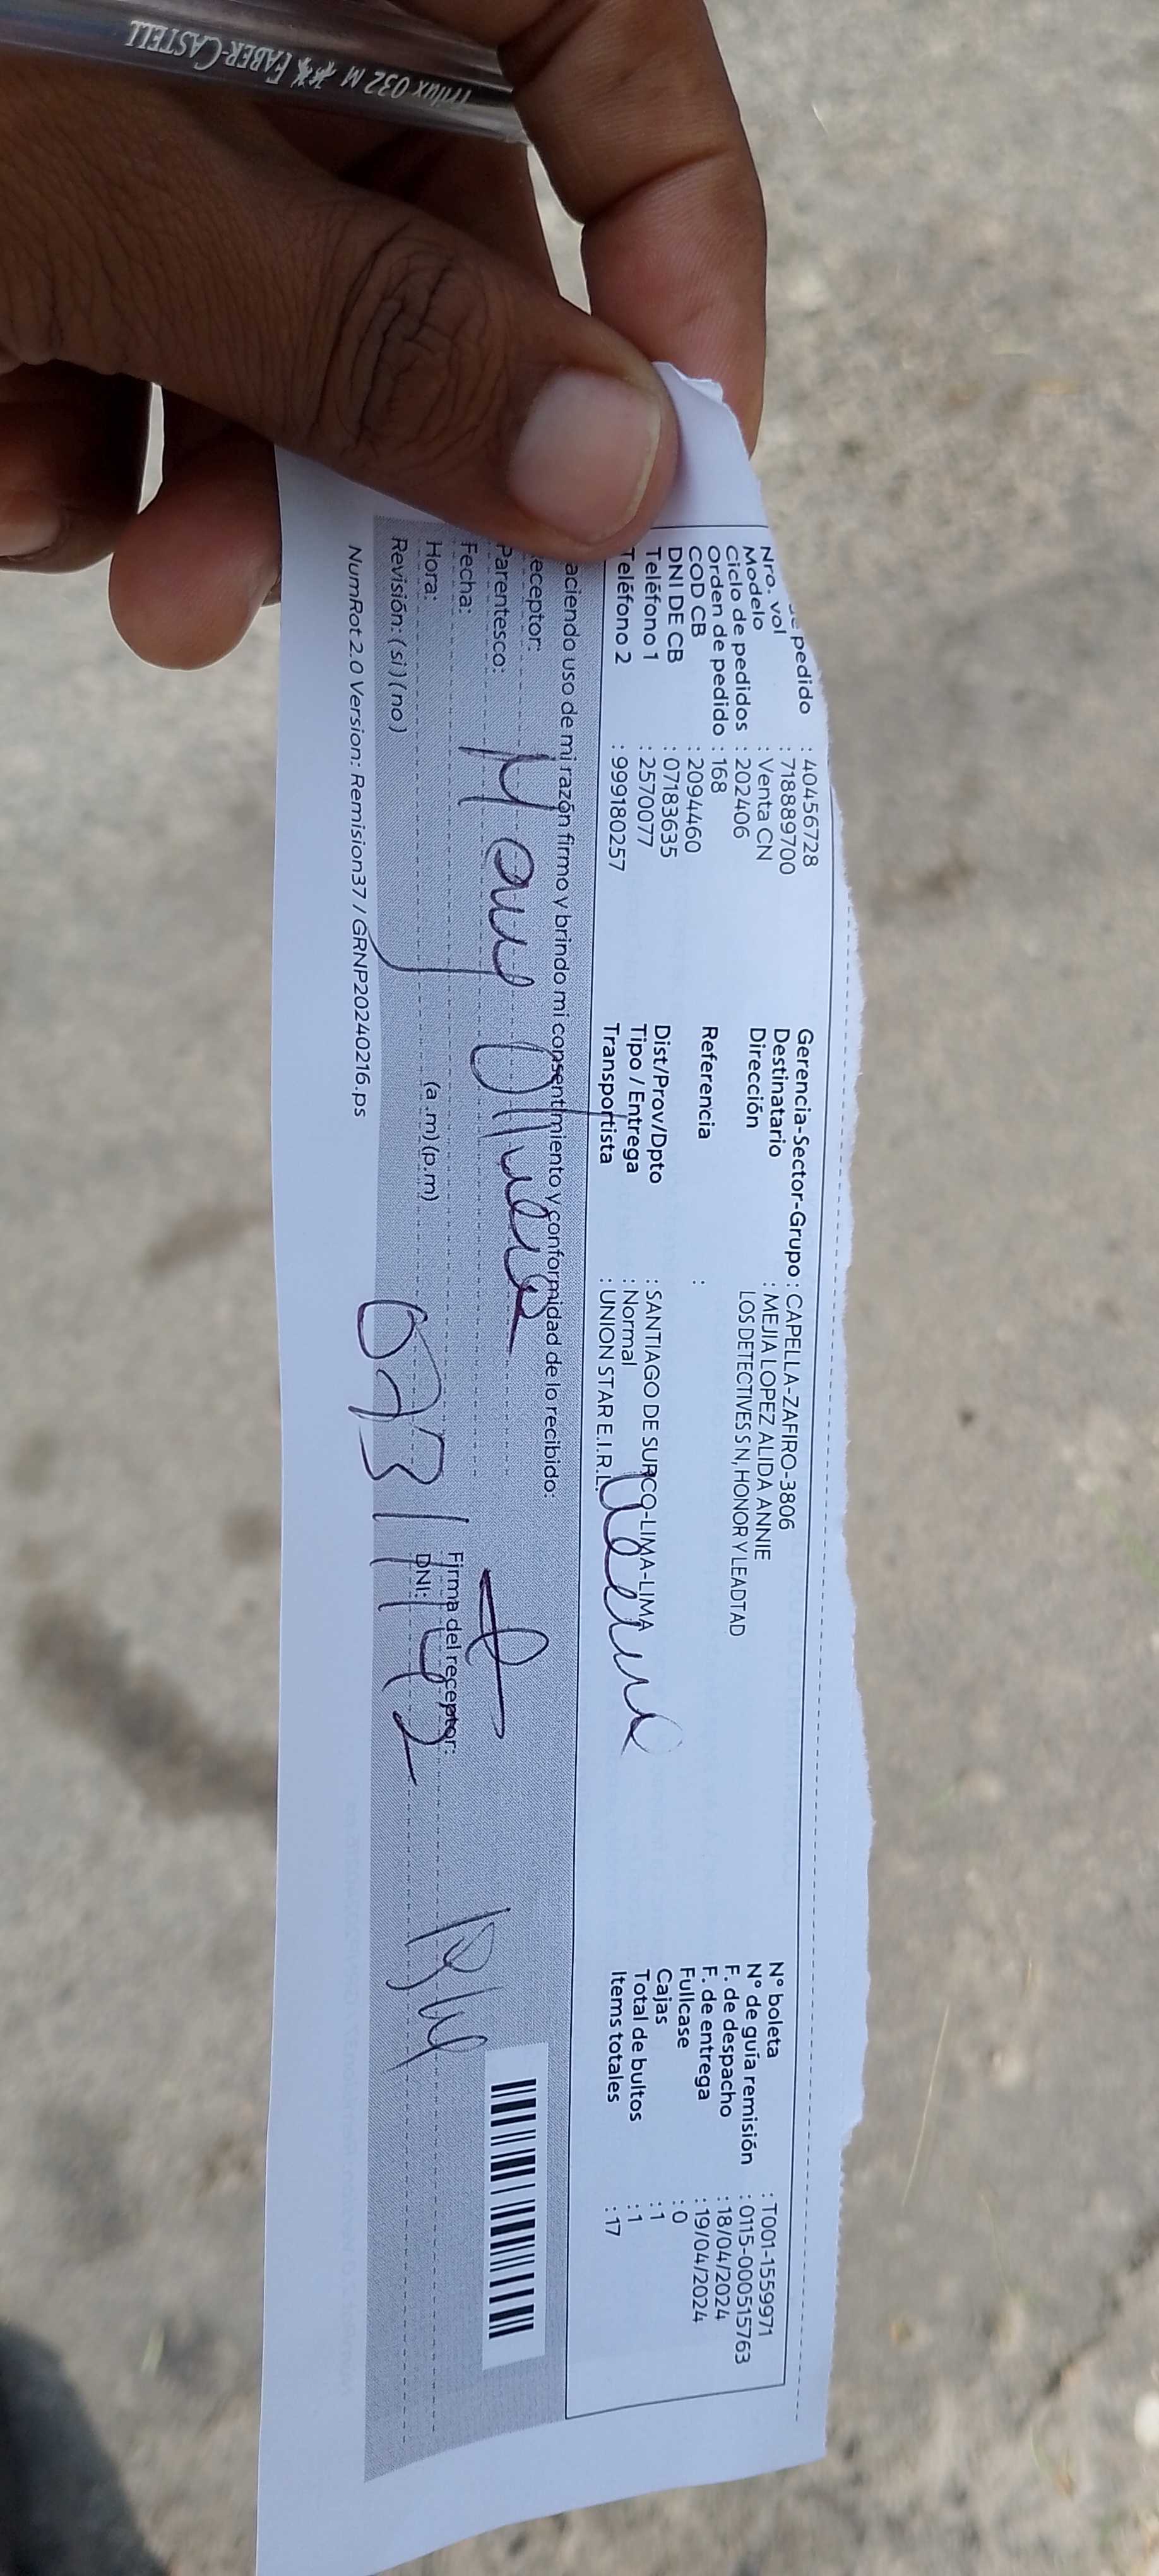 Trilux 032 M FABER-CASTELL
pedido : 40456728
Nro. vol : 718889700
Modelo : Venta CN
Ciclo de pedidos : 202406
Orden de pedido : 168
COD CB : 2094460
DNI DE CB : 07183635
Teléfono 1 : 2570077
Teléfono 2 : 999180257
Gerencia-Sector-Grupo : CAPELLA-ZAFIRO-3806
Destinatario : MEJIA LOPEZ ALIDA ANNIE
Dirección : LOS DETECTIVES S N, HONOR Y LEADTAD
Referencia :
Dist/Prov/Dpto : SANTIAGO DE SURCO-LIMA-LIMA
Tipo / Entrega : Normal
Transportista : UNION STAR E.I.R.L.
N° boleta : T001-1559971
N° de guía remisión : 0115-000515763
F. de despacho : 18/04/2024
F. de entrega : 19/04/2024
Fullcase : 0
Cajas : 1
Total de bultos : 1
Items totales : 17
aciendo uso de mi razón firmo y brindo mi consentimiento y conformidad de lo recibido:
eceptor:
Parentesco:
Fecha:
Hora: (a .m) (p.m)
Revisión: (si) (no)
Firma del receptor:
DNI:
NumRot 2.0 Version: Remision37 / GRNP20240216.ps